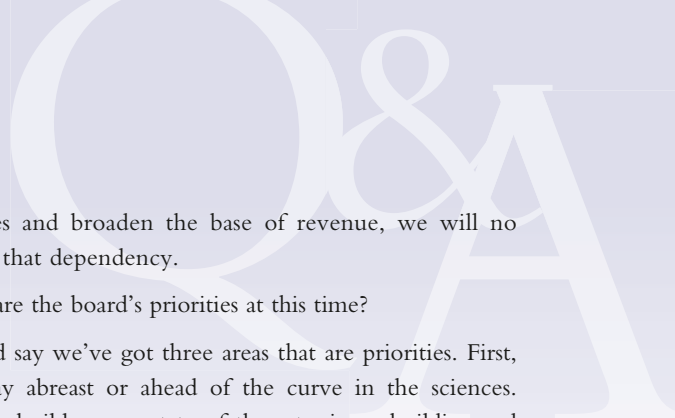 Q & A
and broaden the base of revenue, we will no
that dependency.
are the board’s priorities at this time?
say we’ve got three areas that are priorities. First,
abreast or ahead of the curve in the sciences.